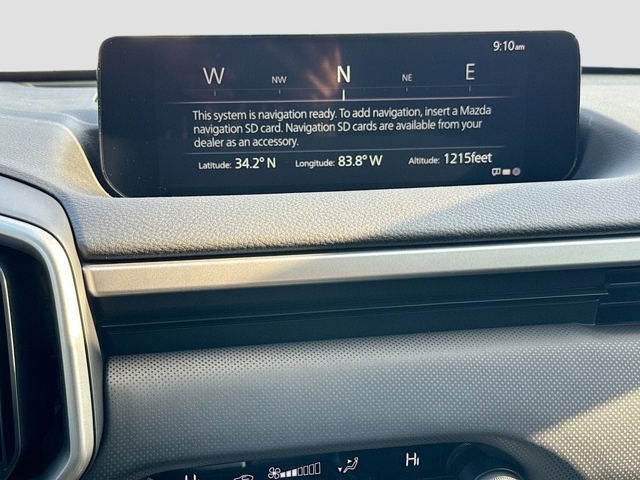 9:10am
W NW N NE E
This system is navigation ready. To add navigation, insert a Mazda
navigation SD card. Navigation SD cards are available from your
dealer as an accessory.
Latitude: 34.2° N Longitude: 83.8° W Altitude: 1215feet
Hi